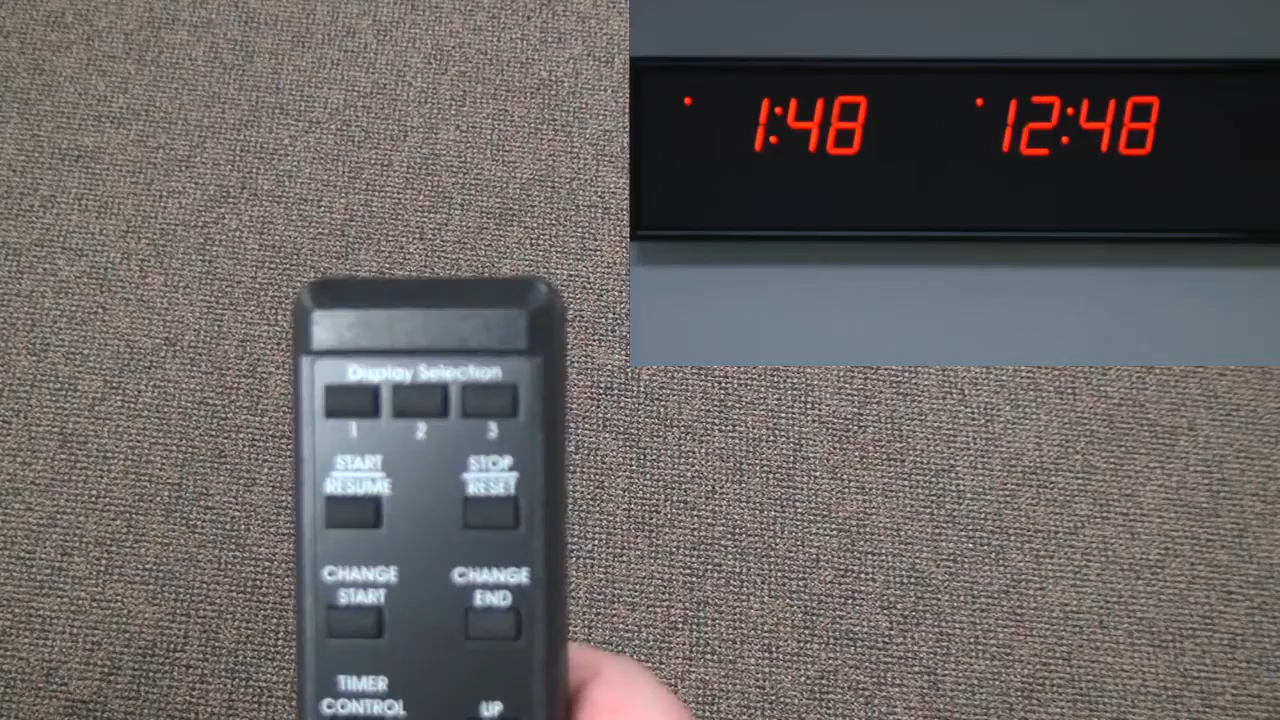 1:48 12:48
Display Selection
1 2 3
START STOP
RESUME RESET
CHANGE CHANGE
START END
TIMER
CONTROL UP